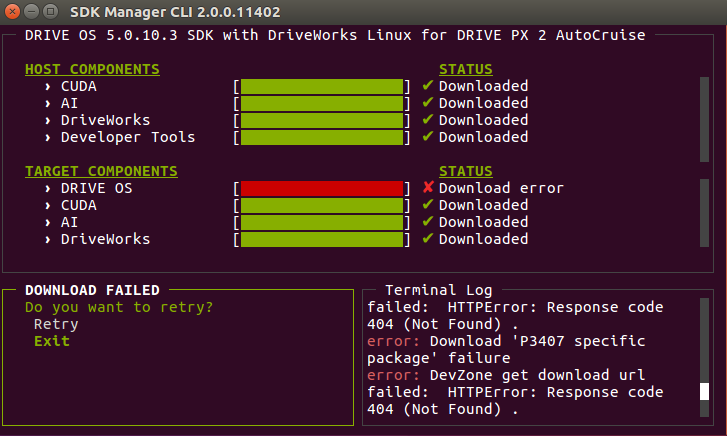 SDK Manager CLI 2.0.0.11402
DRIVE OS 5.0.10.3 SDK with DriveWorks Linux for DRIVE PX 2 AutoCruise
HOST COMPONENTS STATUS
› CUDA [ ] ✔ Downloaded
› AI [ ] ✔ Downloaded
› DriveWorks [ ] ✔ Downloaded
› Developer Tools [ ] ✔ Downloaded
TARGET COMPONENTS STATUS
› DRIVE OS [ ] ✘ Download error
› CUDA [ ] ✔ Downloaded
› AI [ ] ✔ Downloaded
› DriveWorks [ ] ✔ Downloaded
DOWNLOAD FAILED
Do you want to retry?
Retry
Exit
Terminal Log
failed: HTTPError: Response code
404 (Not Found) .
error: Download 'P3407 specific
package' failure
error: DevZone get download url
failed: HTTPError: Response code
404 (Not Found) .